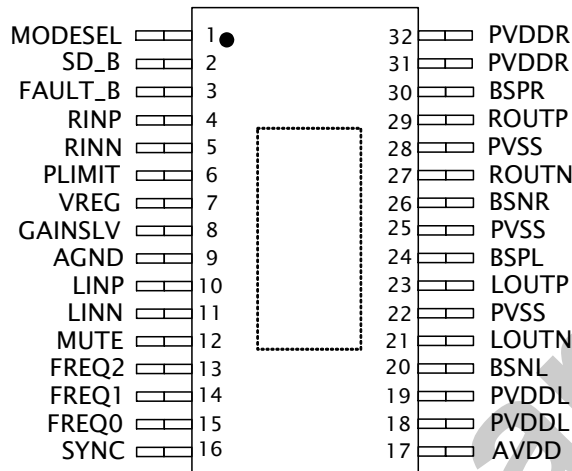 MODESEL 1 32 PVDDR
SD_B 2 31 PVDDR
FAULT_B 3 30 BSPR
RINP 4 29 ROUTP
RINN 5 28 PVSS
PLIMIT 6 27 ROUTN
VREG 7 26 BSNR
GAINSLV 8 25 PVSS
AGND 9 24 BSPL
LINP 10 23 LOUTP
LINN 11 22 PVSS
MUTE 12 21 LOUTN
FREQ2 13 20 BSNL
FREQ1 14 19 PVDDL
FREQ0 15 18 PVDDL
SYNC 16 17 AVDD